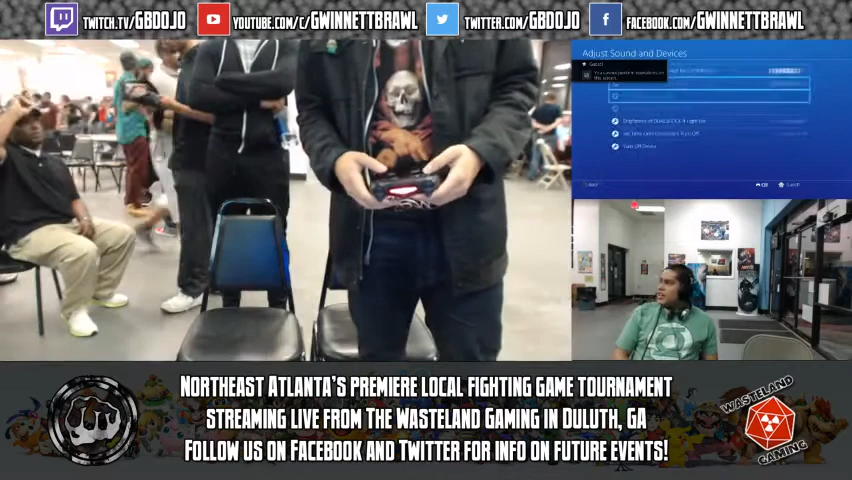 TWITCH.TV/GBDOJO
YOUTUBE.COM/C/GWINNETTBRAWL
TWITTER.COM/GBDOJO
FACEBOOK.COM/GWINNETTBRAWL
Adjust Sound and Devices
Turn Off Device
NORTHEAST ATLANTA'S PREMIERE LOCAL FIGHTING GAME TOURNAMENT
STREAMING LIVE FROM THE WASTELAND GAMING IN DULUTH, GA
FOLLOW US ON FACEBOOK AND TWITTER FOR INFO ON FUTURE EVENTS!
WASTELAND
GAMING